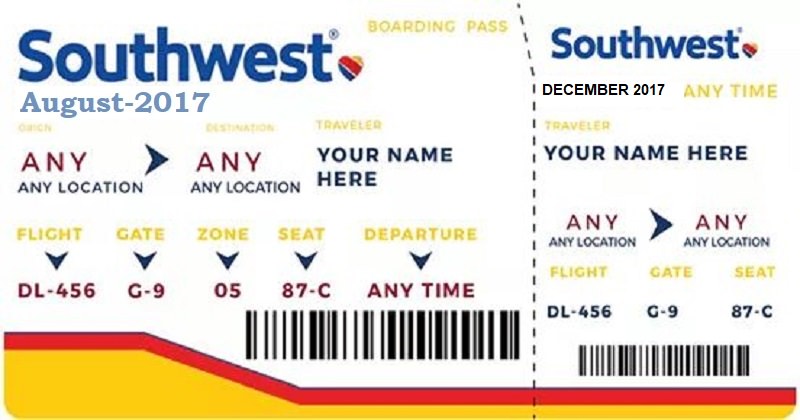 Southwest®
BOARDING PASS
August-2017
ORIGIN DESTINATION TRAVELER
ANY ANY YOUR NAME
ANY LOCATION ANY LOCATION HERE
FLIGHT GATE ZONE SEAT DEPARTURE
DL-456 G-9 05 87-C ANY TIME
Southwest®
DECEMBER 2017 ANY TIME
TRAVELER
YOUR NAME HERE
ANY ANY
ANY LOCATION ANY LOCATION
FLIGHT GATE SEAT
DL-456 G-9 87-C